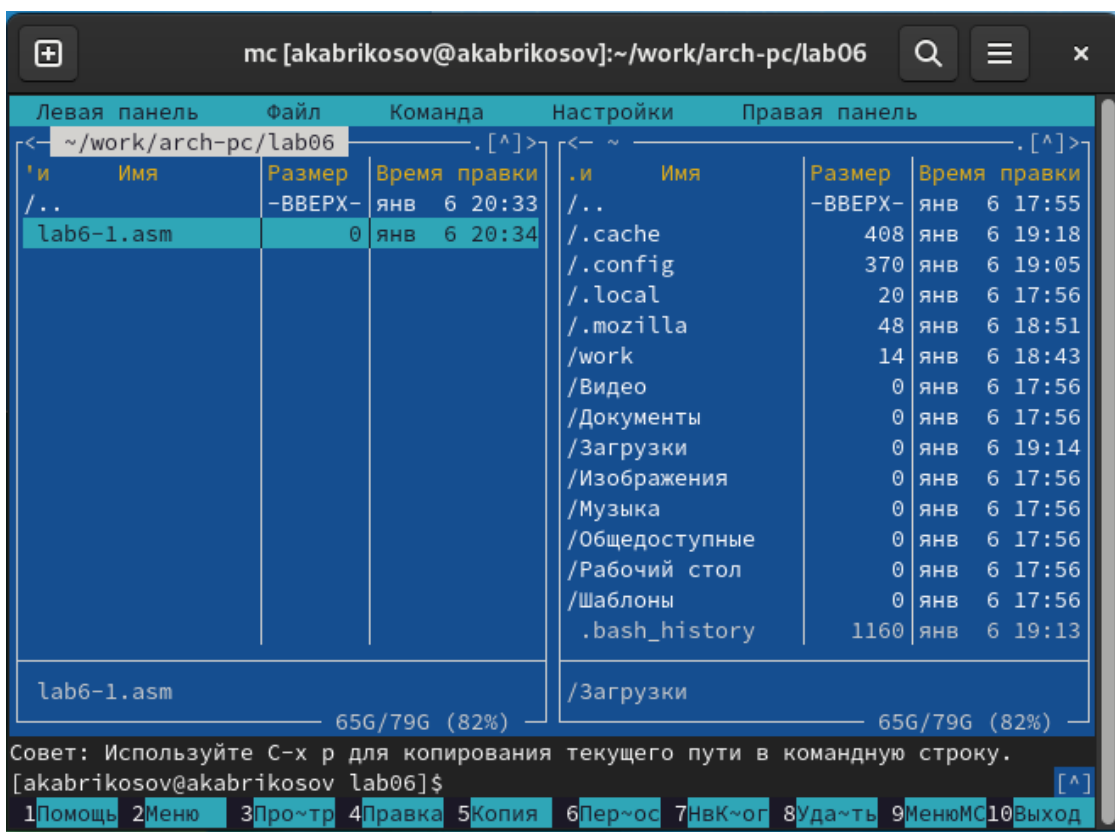 mc [akabrikosov@akabrikosov]:~/work/arch-pc/lab06
Левая панель Файл Команда Настройки Правая панель
<— ~/work/arch-pc/lab06 .[^]>
'и Имя Размер Время правки
/.. -ВВЕРХ- янв 6 20:33
lab6-1.asm 0 янв 6 20:34
lab6-1.asm
65G/79G (82%)
<— ~ .[^]>
.и Имя Размер Время правки
/.. -ВВЕРХ- янв 6 17:55
/.cache 408 янв 6 19:18
/.config 370 янв 6 19:05
/.local 20 янв 6 17:56
/.mozilla 48 янв 6 18:51
/work 14 янв 6 18:43
/Видео 0 янв 6 17:56
/Документы 0 янв 6 17:56
/Загрузки 0 янв 6 19:14
/Изображения 0 янв 6 17:56
/Музыка 0 янв 6 17:56
/Общедоступные 0 янв 6 17:56
/Рабочий стол 0 янв 6 17:56
/Шаблоны 0 янв 6 17:56
.bash_history 1160 янв 6 19:13
/Загрузки
65G/79G (82%)
Совет: Используйте C-x p для копирования текущего пути в командную строку.
[akabrikosov@akabrikosov lab06]$ [^]
1Помощь 2Меню 3Про~тр 4Правка 5Копия 6Пер~ос 7НвК~ог 8Уда~ть 9МенюMC 10Выход